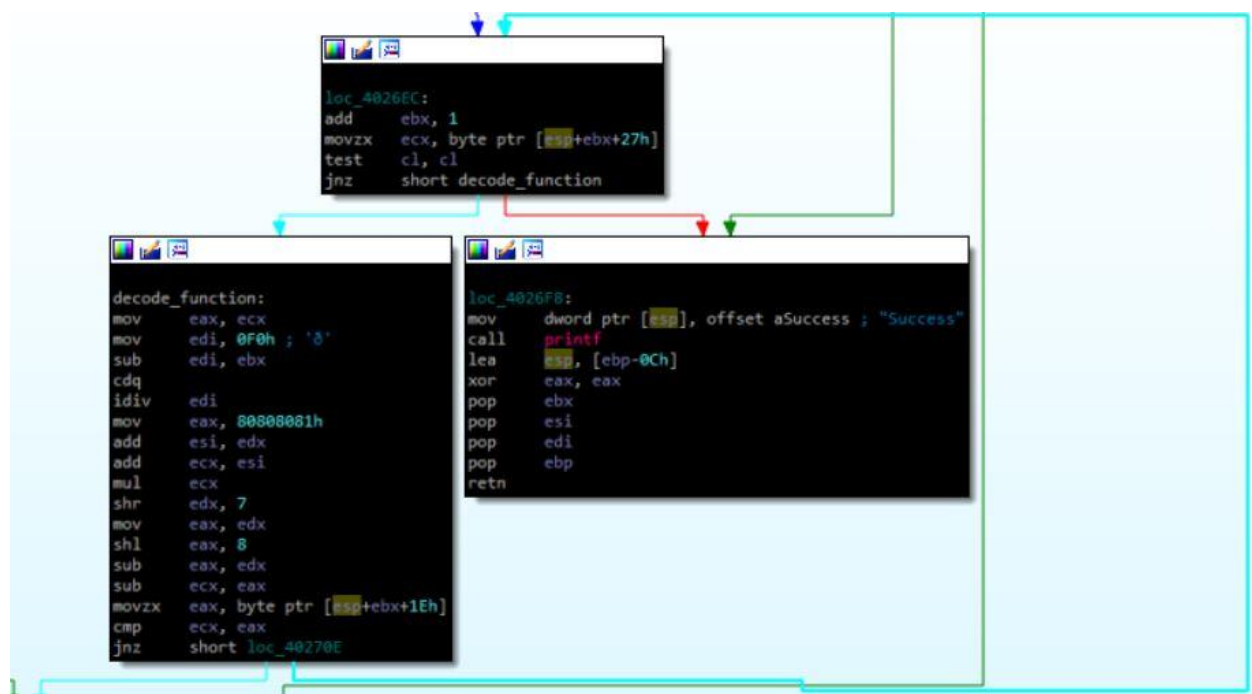 loc_4026EC:
add ebx, 1
movzx ecx, byte ptr [esp+ebx+27h]
test cl, cl
jnz short decode_function
decode_function:
mov eax, ecx
mov edi, 0F0h ; 'ð'
sub edi, ebx
cdq
idiv edi
mov eax, 80808081h
add esi, edx
add ecx, esi
mul ecx
shr edx, 7
mov eax, edx
shl eax, 8
sub eax, edx
sub ecx, eax
movzx eax, byte ptr [esp+ebx+1Eh]
cmp ecx, eax
jnz short loc_40270E
loc_4026F8:
mov dword ptr [esp], offset aSuccess ; "Success"
call printf
lea esp, [ebp-0Ch]
xor eax, eax
pop ebx
pop esi
pop edi
pop ebp
retn